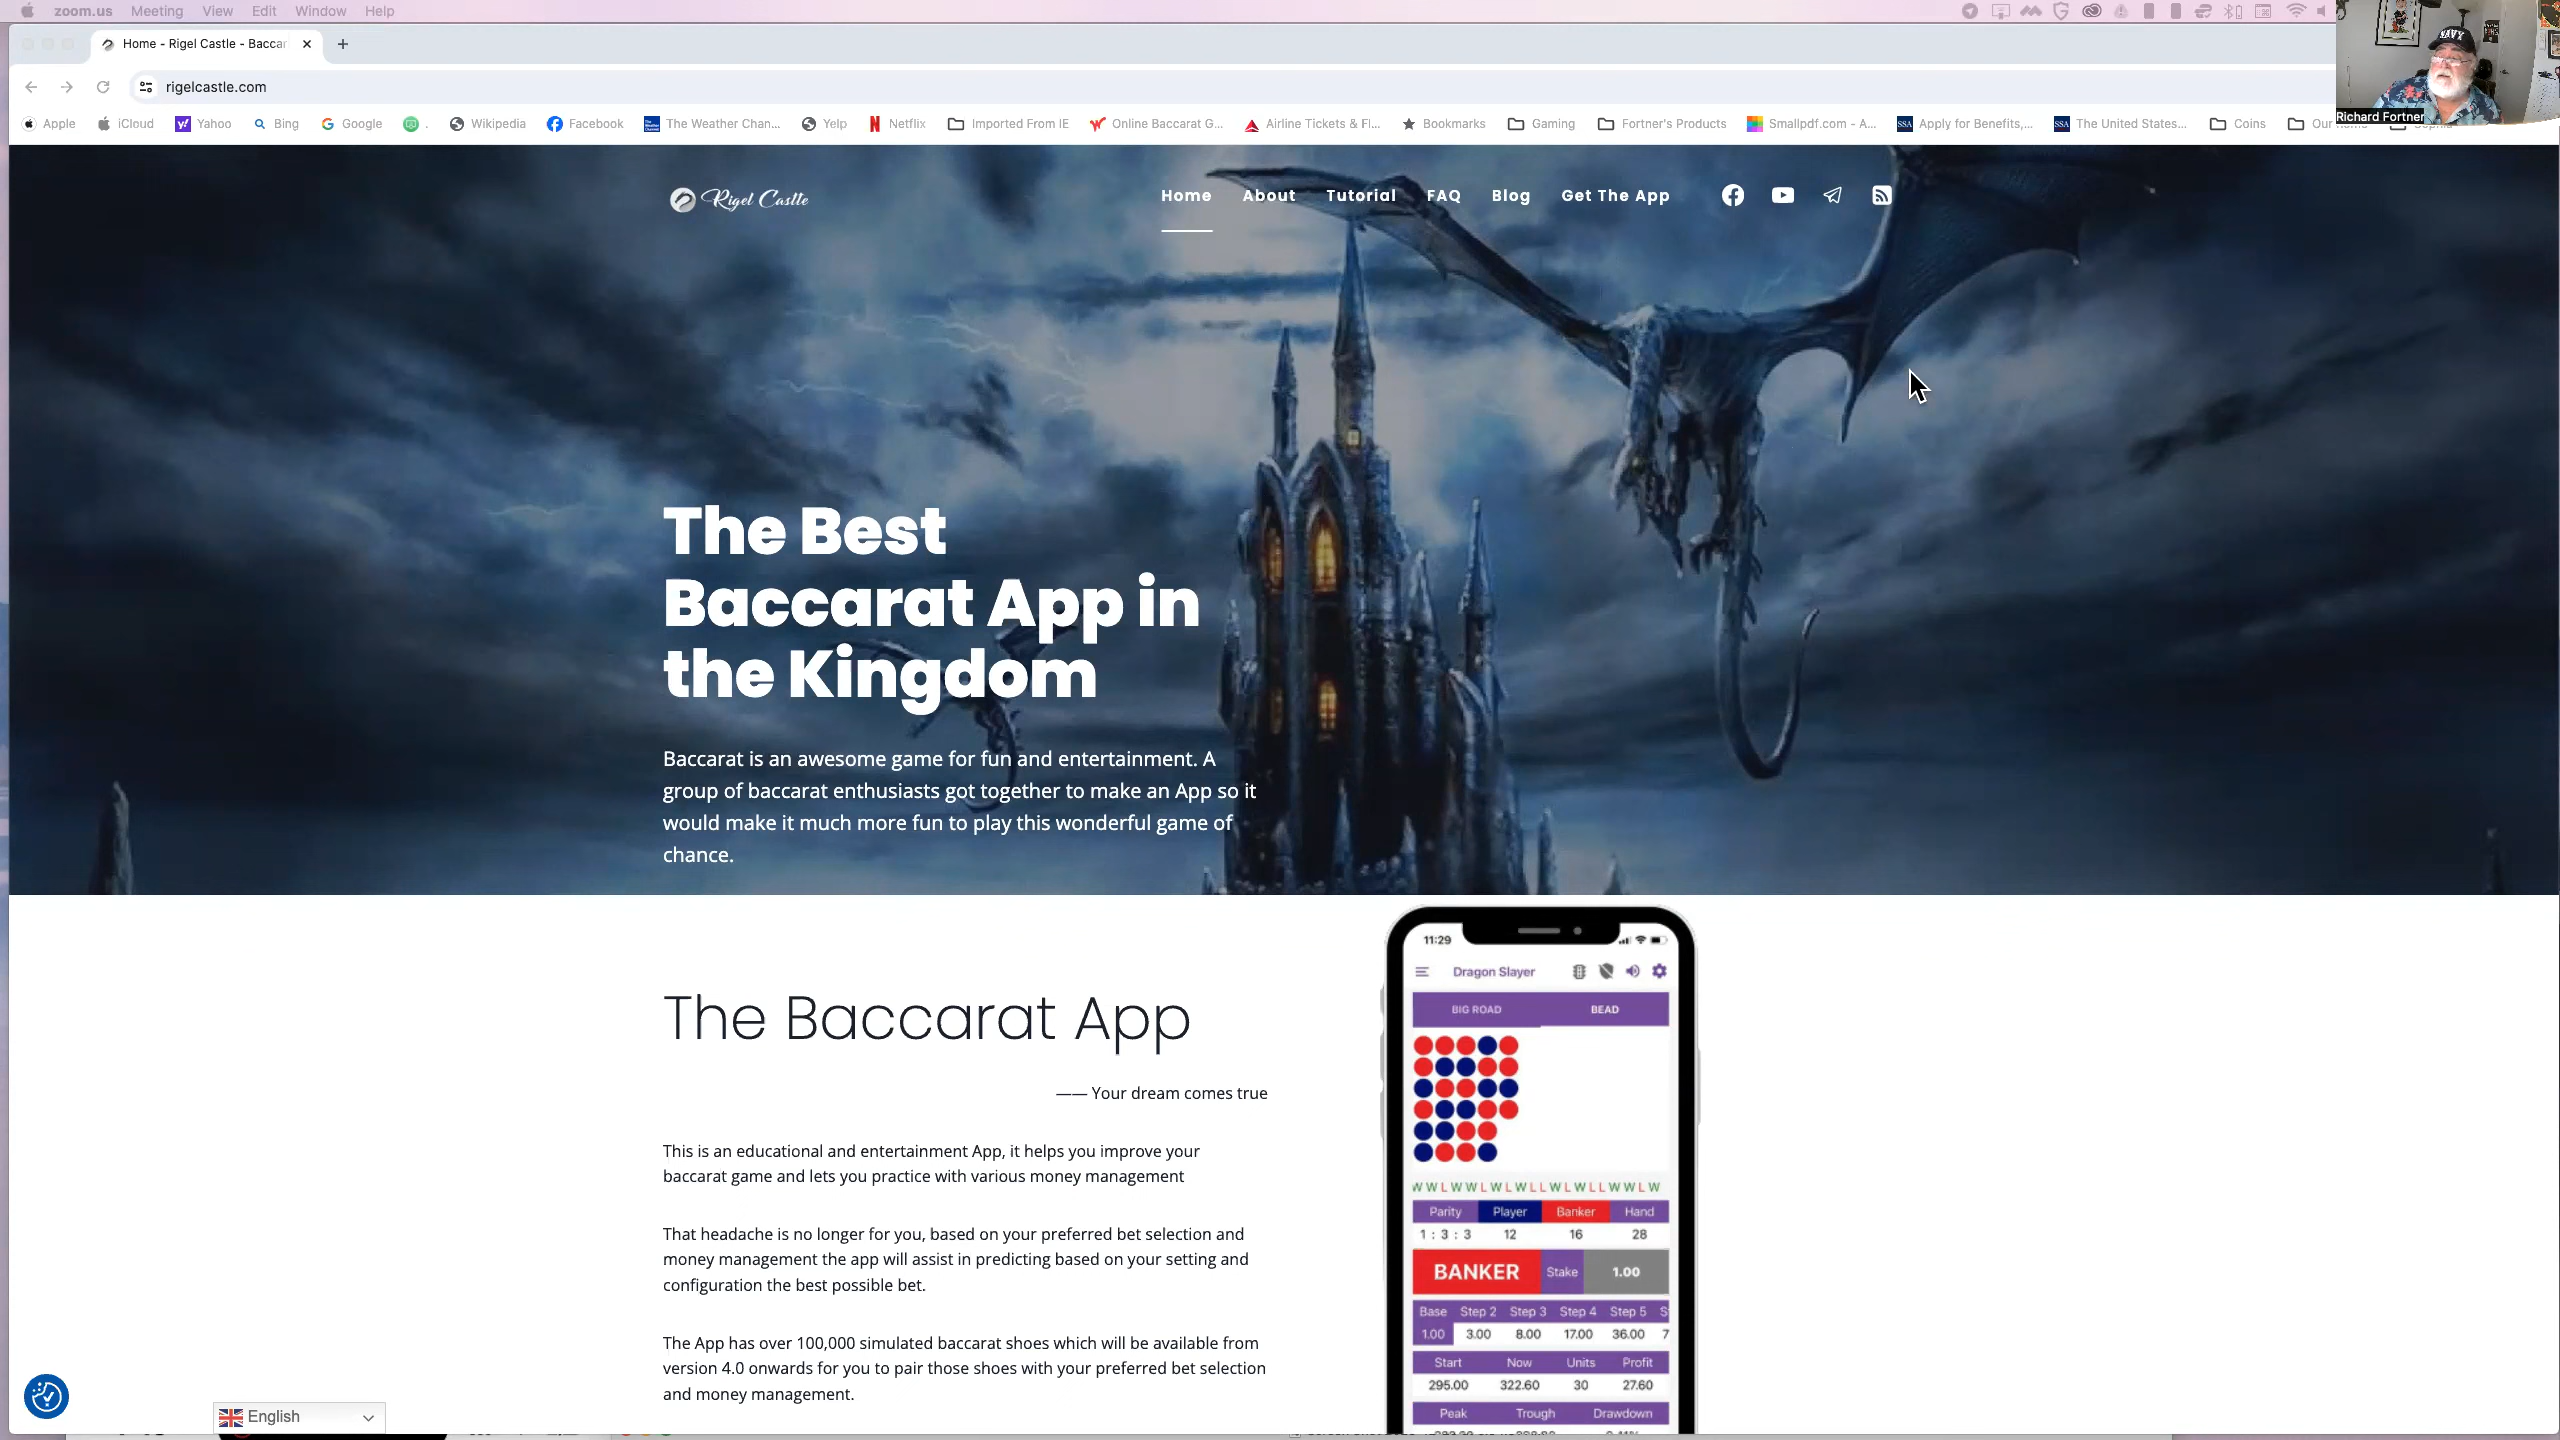 zoom.us Meeting View Edit Window Help
Home - Rigel Castle - Baccar
rigelcastle.com
NAVY
Richard Fortner
Apple iCloud Yahoo Bing Google . Wikipedia Facebook The Weather Chan... Yelp Netflix Imported From IE Online Baccarat G... Airline Tickets & Fl... Bookmarks Gaming Fortner's Products Smallpdf.com - A... Apply for Benefits,... The United States... Coins
Rigel Castle
Home About Tutorial FAQ Blog Get The App
The Best
Baccarat App in
the Kingdom
Baccarat is an awesome game for fun and entertainment. A
group of baccarat enthusiasts got together to make an App so it
would make it much more fun to play this wonderful game of
chance.
The Baccarat App
—— Your dream comes true
This is an educational and entertainment App, it helps you improve your
baccarat game and lets you practice with various money management
That headache is no longer for you, based on your preferred bet selection and
money management the app will assist in predicting based on your setting and
configuration the best possible bet.
The App has over 100,000 simulated baccarat shoes which will be available from
version 4.0 onwards for you to pair those shoes with your preferred bet selection
and money management.
11:29
Dragon Slayer
BIG ROAD BEAD
W W L W W L W L W L L W L W L L W W L W
Parity Player Banker Hand
1 : 3 : 3 12 16 28
BANKER Stake 1.00
Base Step 2 Step 3 Step 4 Step 5 S
1.00 3.00 8.00 17.00 36.00 7
Start Now Units Profit
295.00 322.60 30 27.60
Peak Trough Drawdown
English